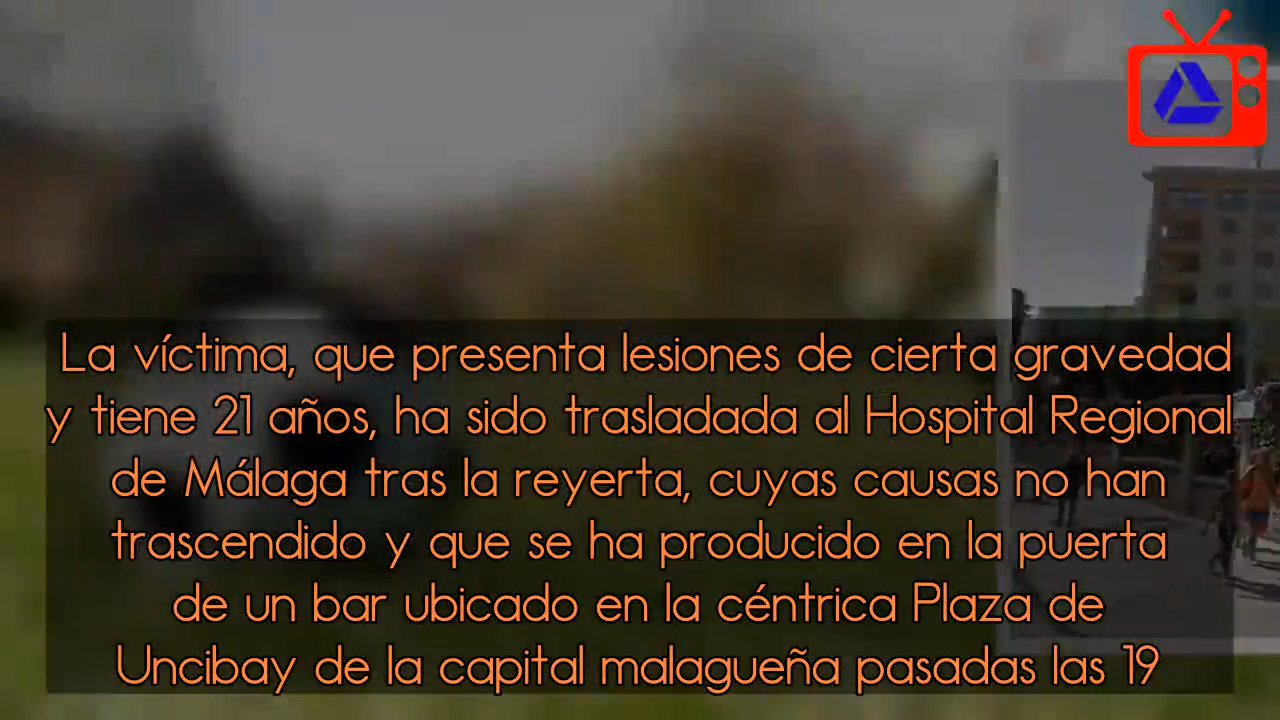 La víctima, que presenta lesiones de cierta gravedad
y tiene 21 años, ha sido trasladada al Hospital Regional
de Málaga tras la reyerta, cuyas causas no han
trascendido y que se ha producido en la puerta
de un bar ubicado en la céntrica Plaza de
Uncibay de la capital malagueña pasadas las 19